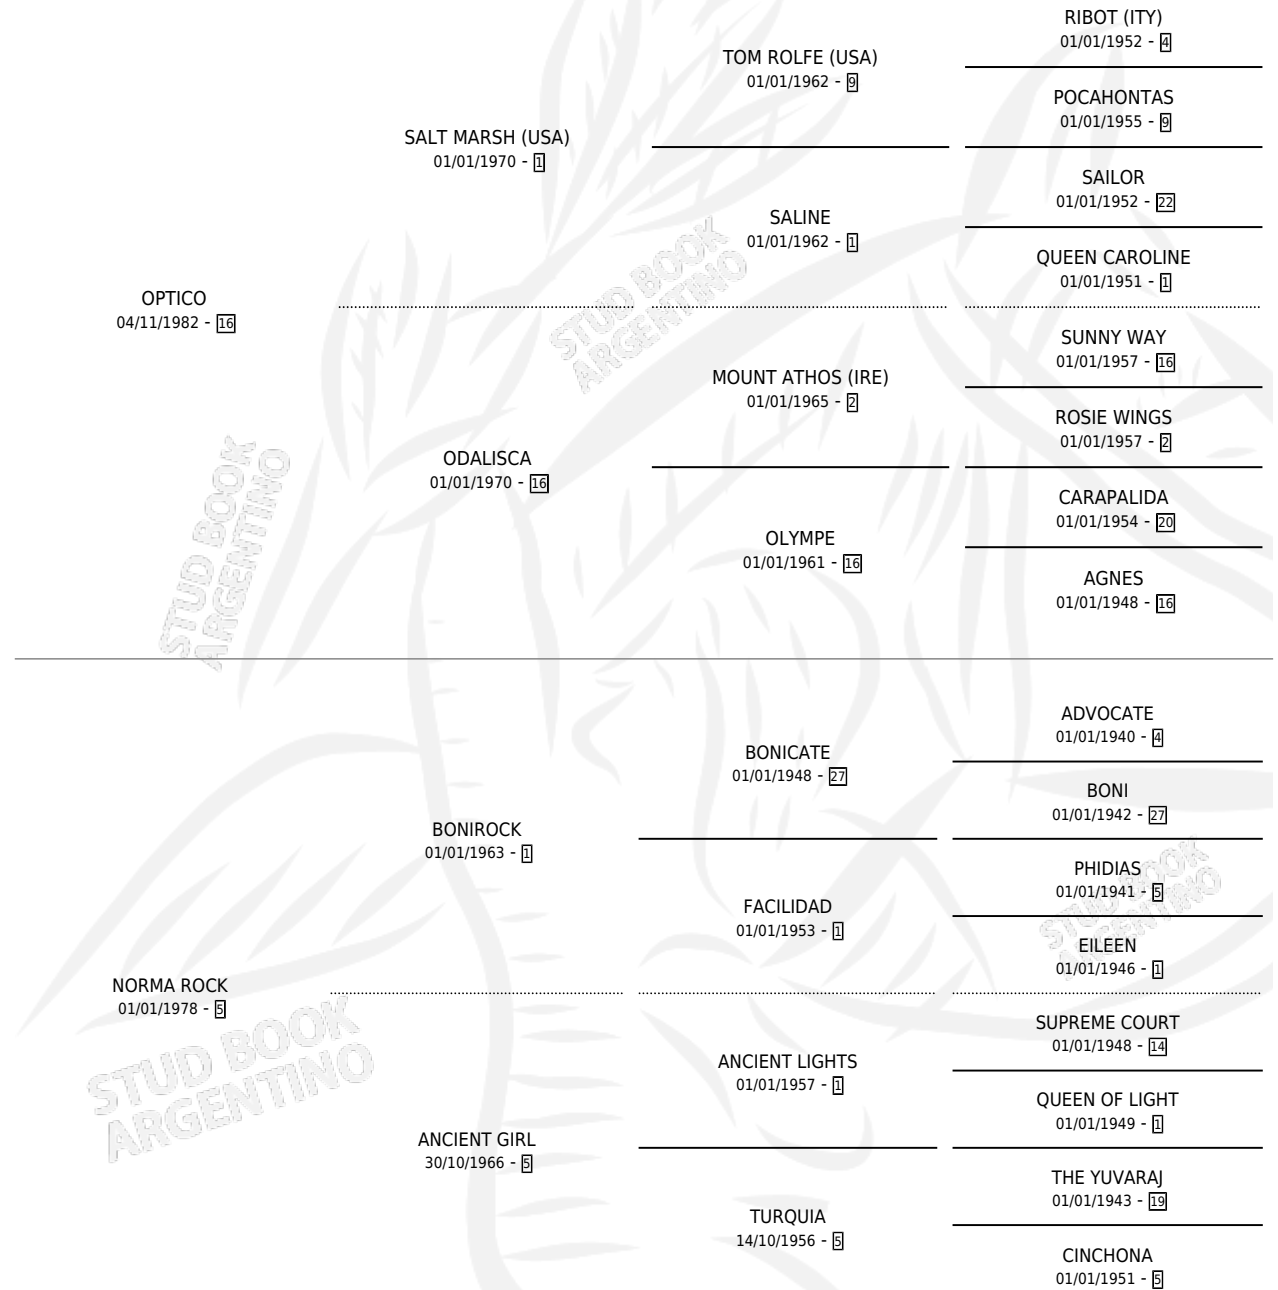 RIBOT (ITY)
01/01/1952 - 4
TOM ROLFE (USA)
01/01/1962 - 9
POCAHONTAS
01/01/1955 - 9
SALT MARSH (USA)
01/01/1970 - 1
SAILOR
01/01/1952 - 22
SALINE
01/01/1962 - 1
QUEEN CAROLINE
01/01/1951 - 1
OPTICO
04/11/1982 - 16
SUNNY WAY
01/01/1957 - 16
MOUNT ATHOS (IRE)
01/01/1965 - 2
ROSIE WINGS
01/01/1957 - 2
ODALISCA
01/01/1970 - 16
CARAPALIDA
01/01/1954 - 20
OLYMPE
01/01/1961 - 16
AGNES
01/01/1948 - 16
ADVOCATE
01/01/1940 - 4
BONICATE
01/01/1948 - 27
BONI
01/01/1942 - 27
BONIROCK
01/01/1963 - 1
PHIDIAS
01/01/1941 - 5
FACILIDAD
01/01/1953 - 1
EILEEN
01/01/1946 - 1
NORMA ROCK
01/01/1978 - 5
SUPREME COURT
01/01/1948 - 14
ANCIENT LIGHTS
01/01/1957 - 1
QUEEN OF LIGHT
01/01/1949 - 1
ANCIENT GIRL
30/10/1966 - 5
THE YUVARAJ
01/01/1943 - 19
TURQUIA
14/10/1956 - 5
CINCHONA
01/01/1951 - 5
STUD BOOK
ARGENTINO
STUD BOOK
ARGENTINO
STUD BOOK
ARGENTINO
STUD BOOK
ARGENTINO